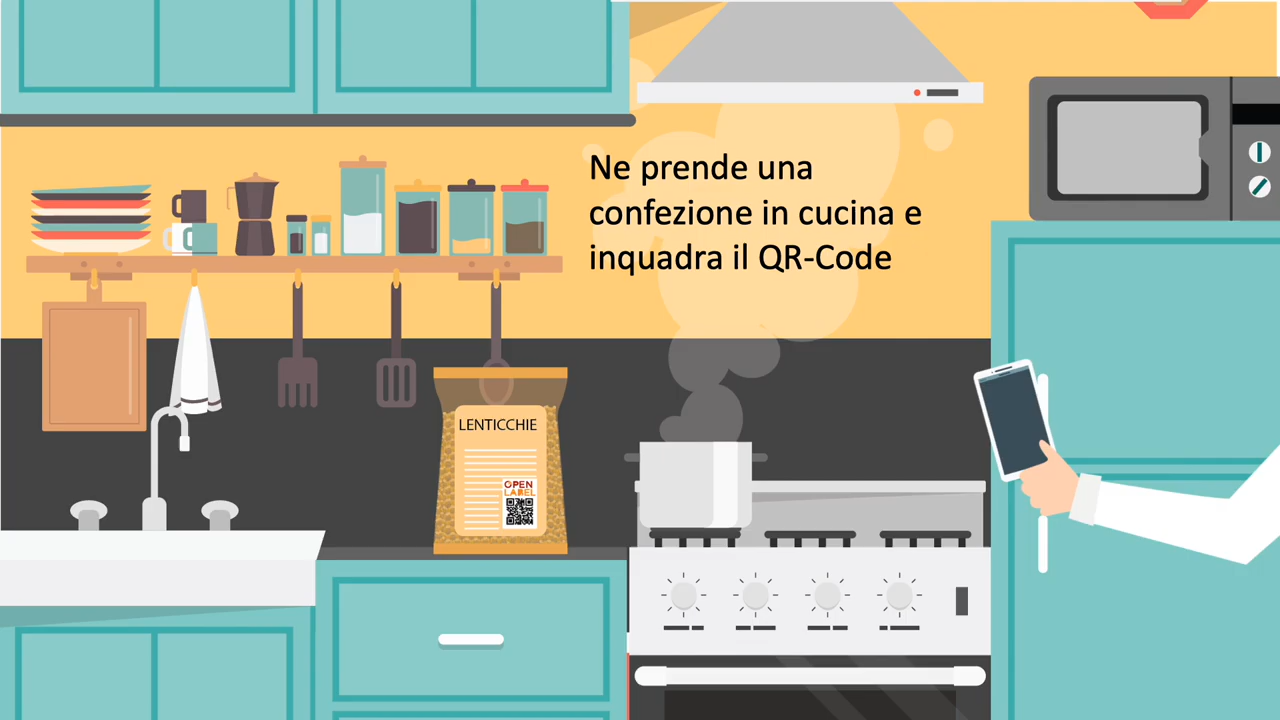 Ne prende una
confezione in cucina e
inquadra il QR-Code
LENTICCHIE
OPEN
LABEL